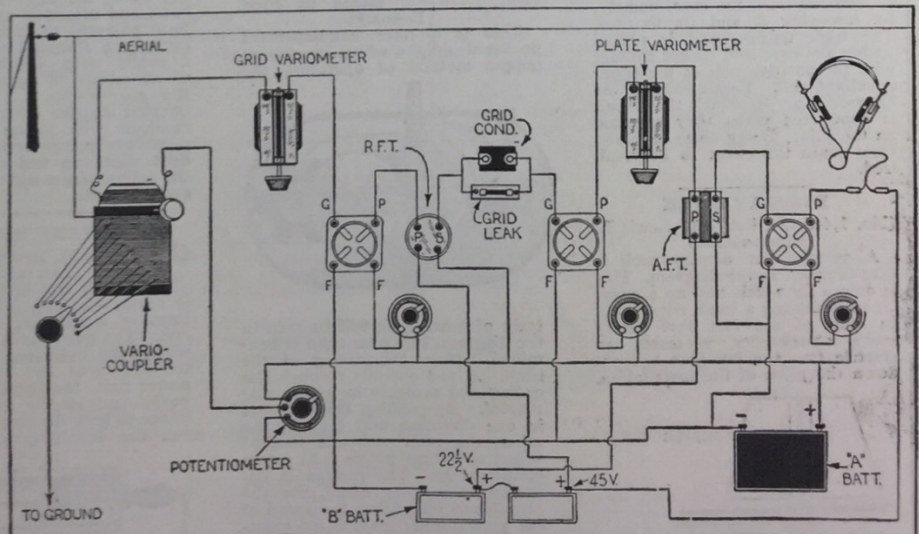 AERIAL
GRID VARIOMETER
PLATE VARIOMETER
GRID
COND.
R.F.T.
GRID
LEAK
G
P
F
F
P
S
G
P
F
F
P
S
A.F.T.
G
P
F
F
VARIO-
COUPLER
POTENTIOMETER
TO GROUND
22½V.
-
+
+
45V.
"B" BATT.
-
+
"A"
BATT.